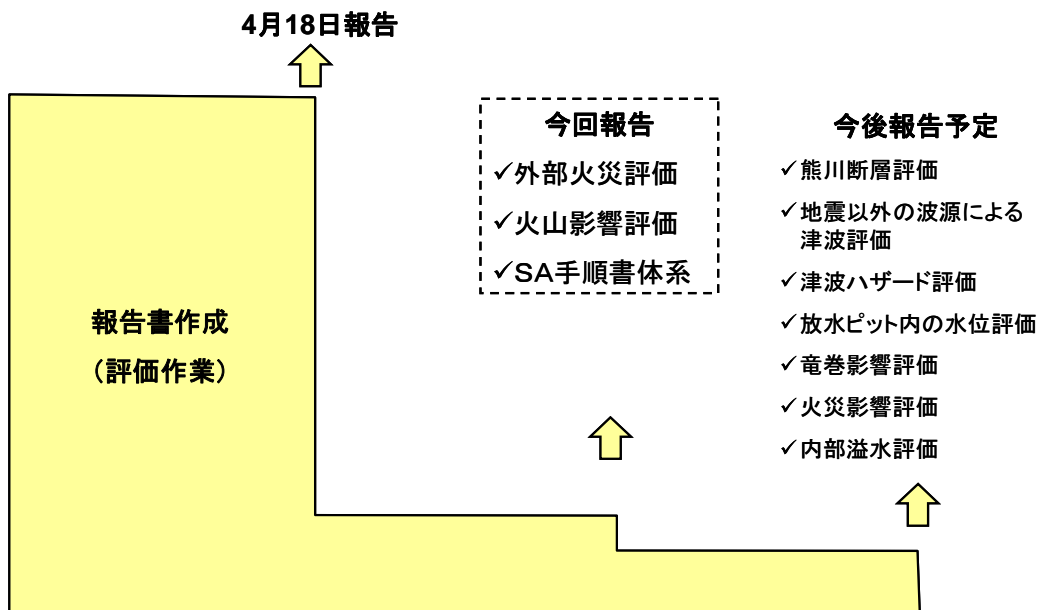 4月18日報告
今回報告
✓外部火災評価
✓火山影響評価
✓SA手順書体系
今後報告予定
✓熊川断層評価
✓地震以外の波源による
津波評価
✓津波ハザード評価
✓放水ピット内の水位評価
✓竜巻影響評価
✓火災影響評価
✓内部溢水評価
報告書作成
（評価作業）